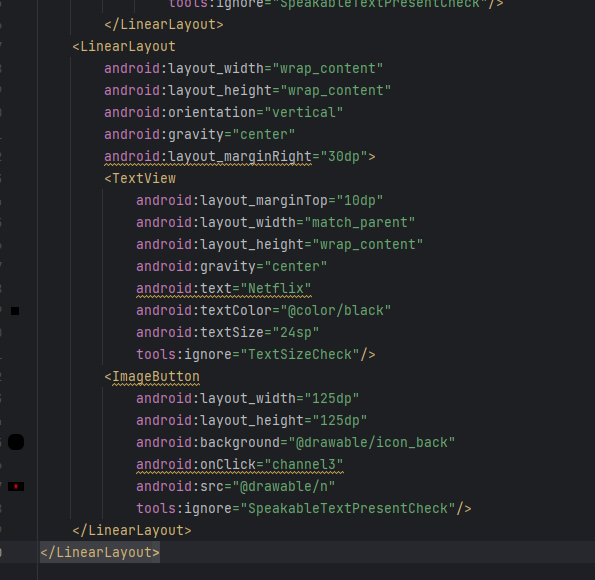 tools:ignore="SpeakableTextPresentCheck"/>
</LinearLayout>
<LinearLayout
android:layout_width="wrap_content"
android:layout_height="wrap_content"
android:orientation="vertical"
android:gravity="center"
android:layout_marginRight="30dp">
<TextView
android:layout_marginTop="10dp"
android:layout_width="match_parent"
android:layout_height="wrap_content"
android:gravity="center"
android:text="Netflix"
android:textColor="@color/black"
android:textSize="24sp"
tools:ignore="TextSizeCheck"/>
<ImageButton
android:layout_width="125dp"
android:layout_height="125dp"
android:background="@drawable/icon_back"
android:onClick="channel3"
android:src="@drawable/n"
tools:ignore="SpeakableTextPresentCheck"/>
</LinearLayout>
</LinearLayout>